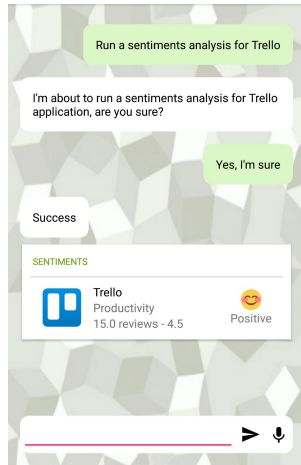 Run a sentiments analysis for Trello
I'm about to run a sentiments analysis for Trello
application, are you sure?
Yes, I'm sure
Success
SENTIMENTS
Trello
Productivity
15.0 reviews - 4.5
Positive